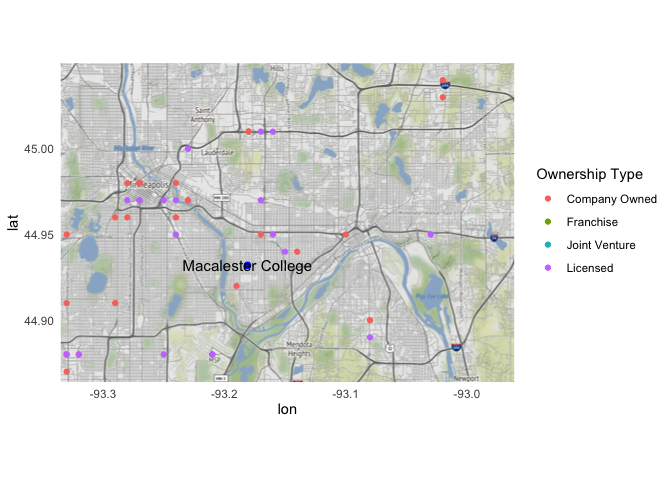 Hills
Saint
Anthony
45.00
Lauderdale
Ownership Type
Company Owned
Franchise
Joint Venture
Licensed
44.95
Macalester College
44.90
Mendota
Heights
MSP
Newport
-93.3
-93.2
-93.1
-93.0
lat
lon